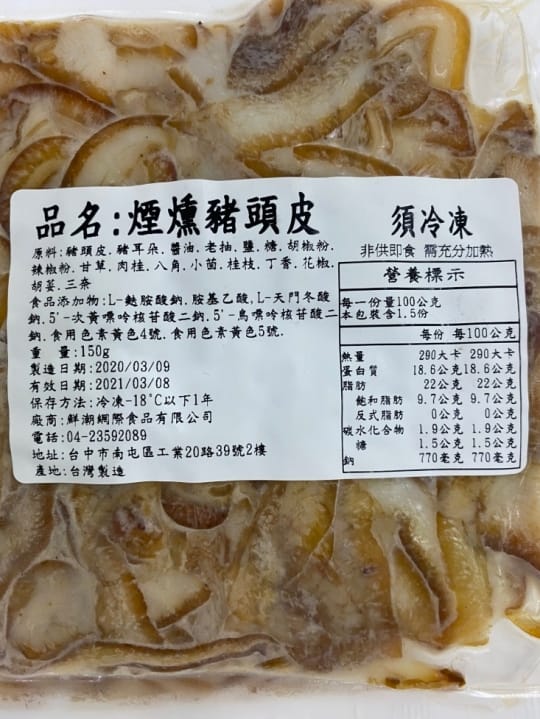 品名:煙燻豬頭皮
原料:豬頭皮.豬耳朵.醬油.老抽.鹽.糖.胡椒粉.
辣椒粉.甘草.肉桂.八角.小茴.桂枝.丁香.花椒.
胡荽.三奈
食品添加物:L-麩胺酸鈉.胺基乙酸,L-天門冬酸
鈉.5'-次黃嘌呤核苷酸二鈉.5'-鳥嘌呤核苷酸二
鈉.食用色素黃色4號.食用色素黃色5號.
重 量:150g
製造日期:2020/03/09
有效日期:2021/03/08
保存方法:冷凍-18°C以下1年
廠商:鮮潮網際食品有限公司
電話:04-23592089
地址:台中市南屯區工業20路39號2樓
產地:台灣製造
須冷凍
非供即食 需充分加熱
營養標示
每一份量100公克
本包裝含1.5份
每份 每100公克
熱量 290大卡 290大卡
蛋白質 18.6公克 18.6公克
脂肪 22公克 22公克
飽和脂肪 9.7公克 9.7公克
反式脂肪 0公克 0公克
碳水化合物 1.9公克 1.9公克
糖 1.5公克 1.5公克
鈉 770毫克 770毫克